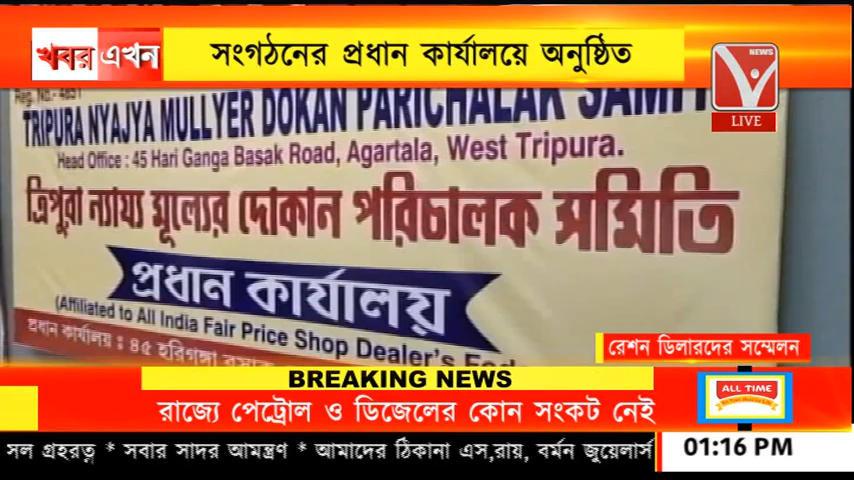 খবর এখন
সংগঠনের প্রধান কার্যালয়ে অনুষ্ঠিত
NEWS
V
LIVE
TRIPURA NYAJYA MULLYER DOKAN PARICHALAK
Head Office : 45 Hari Ganga Basak Road, Agartala, West Tripura.
ত্রিপুরা ন্যায্য মূল্যের দোকান পরিচালক সমিতি
প্রধান কার্যালয়
(Affiliated to All India Fair Price Shop Dealer's
প্রধান কার্যালয় : ৪৫ হরিগঙ্গা
রেশন ডিলারদের সম্মেলন
BREAKING NEWS
রাজ্যে পেট্রোল ও ডিজেলের কোন সংকট নেই
ALL TIME
সল গ্রহরত্ন * সবার সাদর আমন্ত্রণ * আমাদের ঠিকানা এস,রায়, বর্মন জুয়েলার্স
01:16 PM